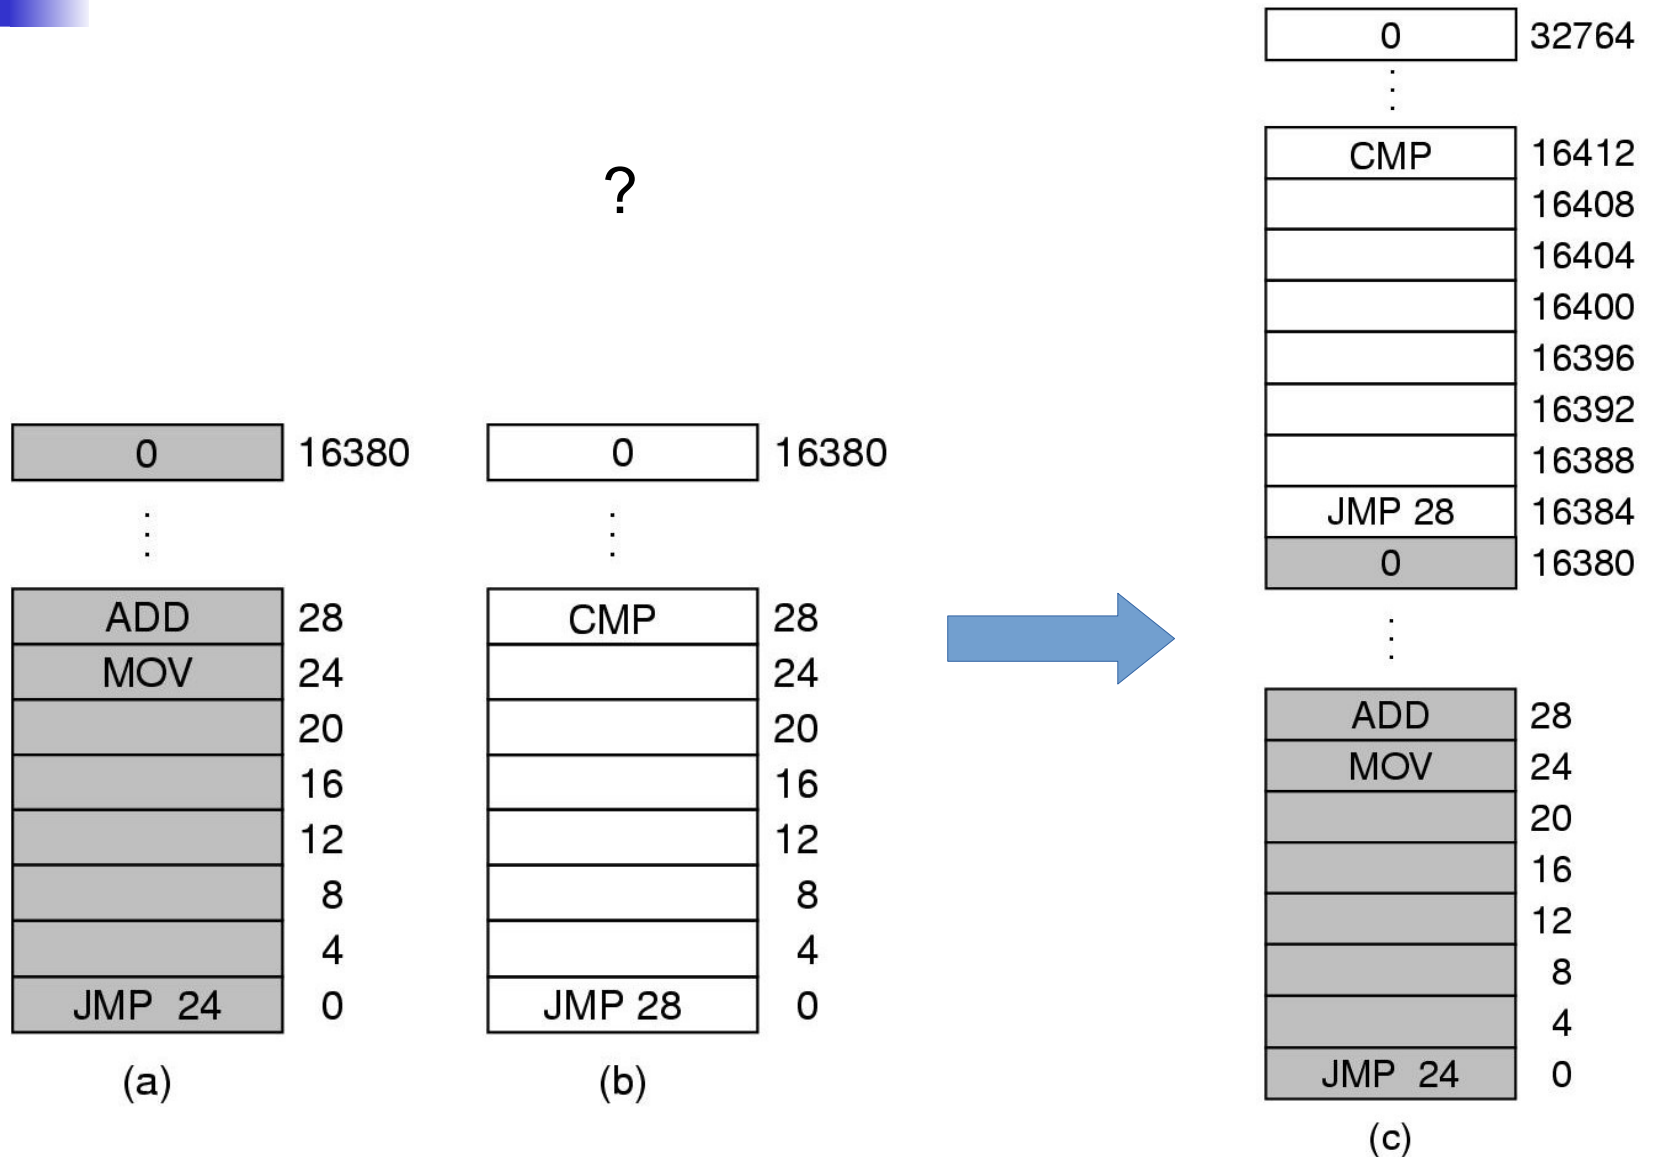 ?
0 16380
⋮
ADD 28
MOV 24
20
16
12
8
4
JMP 24 0
(a)
0 16380
⋮
CMP 28
24
20
16
12
8
4
JMP 28 0
(b)
0 32764
⋮
CMP 16412
16408
16404
16400
16396
16392
16388
JMP 28 16384
0 16380
⋮
ADD 28
MOV 24
20
16
12
8
4
JMP 24 0
(c)